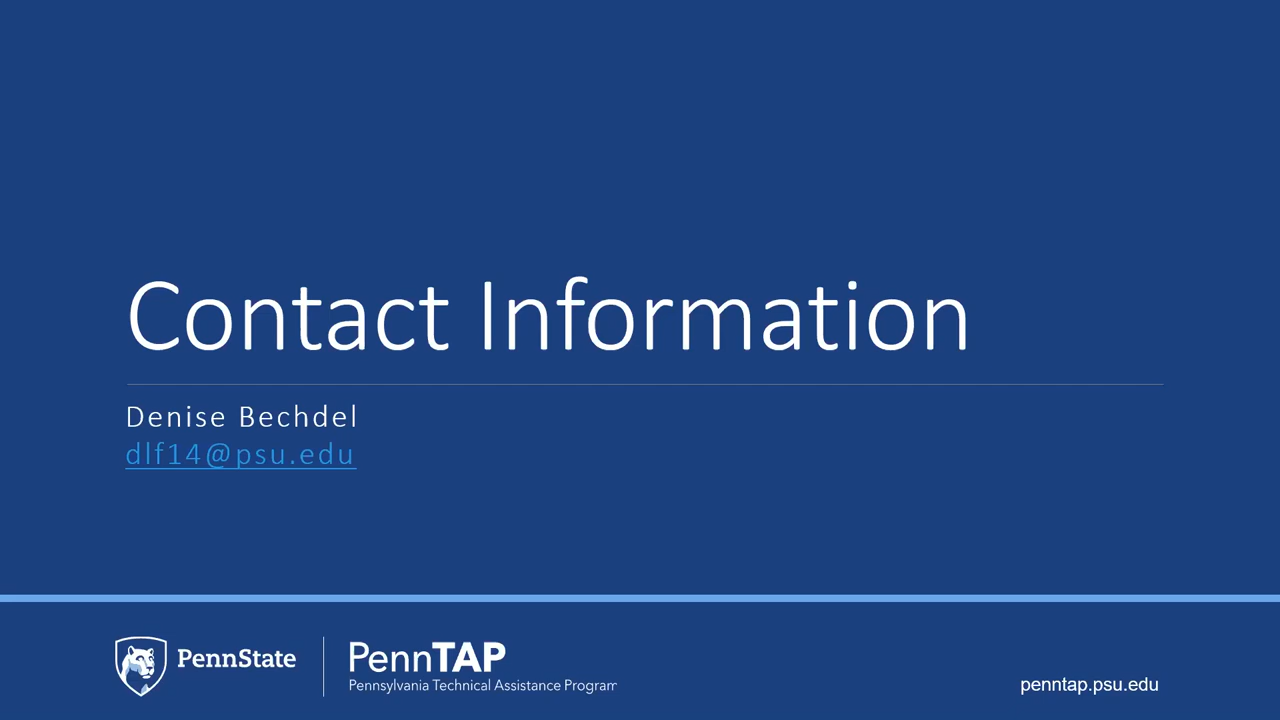 Contact Information
Denise Bechdel
dlf14@psu.edu
PennState
PennTAP
Pennsylvania Technical Assistance Program
penntap.psu.edu